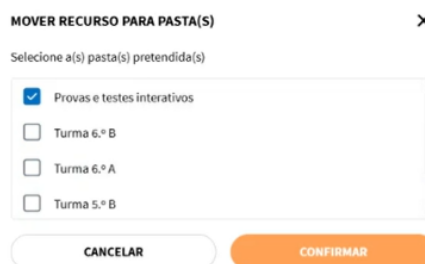 MOVER RECURSO PARA PASTA(S)
Selecione a(s) pasta(s) pretendida(s)
Provas e testes interativos
Turma 6.º B
Turma 6.º A
Turma 5.º B
CANCELAR
CONFIRMAR